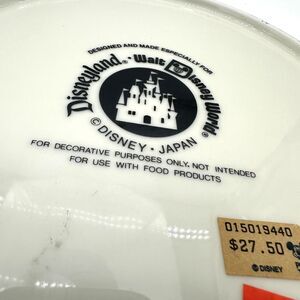 DESIGNED AND MADE ESPECIALLY FOR
Disneyland® · Walt Disney World®
© DISNEY · JAPAN
FOR DECORATIVE PURPOSES ONLY, NOT INTENDED
FOR USE WITH FOOD PRODUCTS
015019440
$27.50
© DISNEY